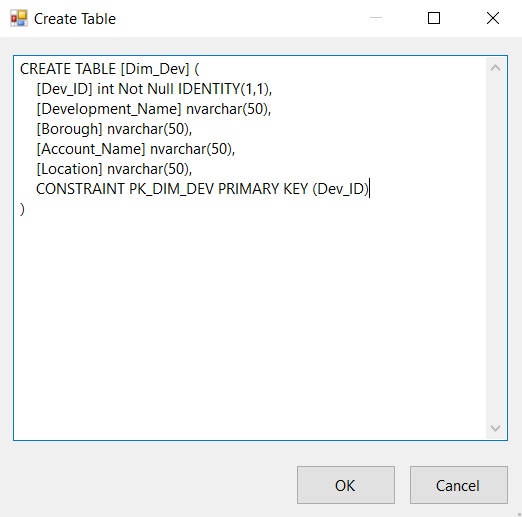 Create Table
CREATE TABLE [Dim_Dev] (
    [Dev_ID] int Not Null IDENTITY(1,1),
    [Development_Name] nvarchar(50),
    [Borough] nvarchar(50),
    [Account_Name] nvarchar(50),
    [Location] nvarchar(50),
    CONSTRAINT PK_DIM_DEV PRIMARY KEY (Dev_ID)
)
OK
Cancel